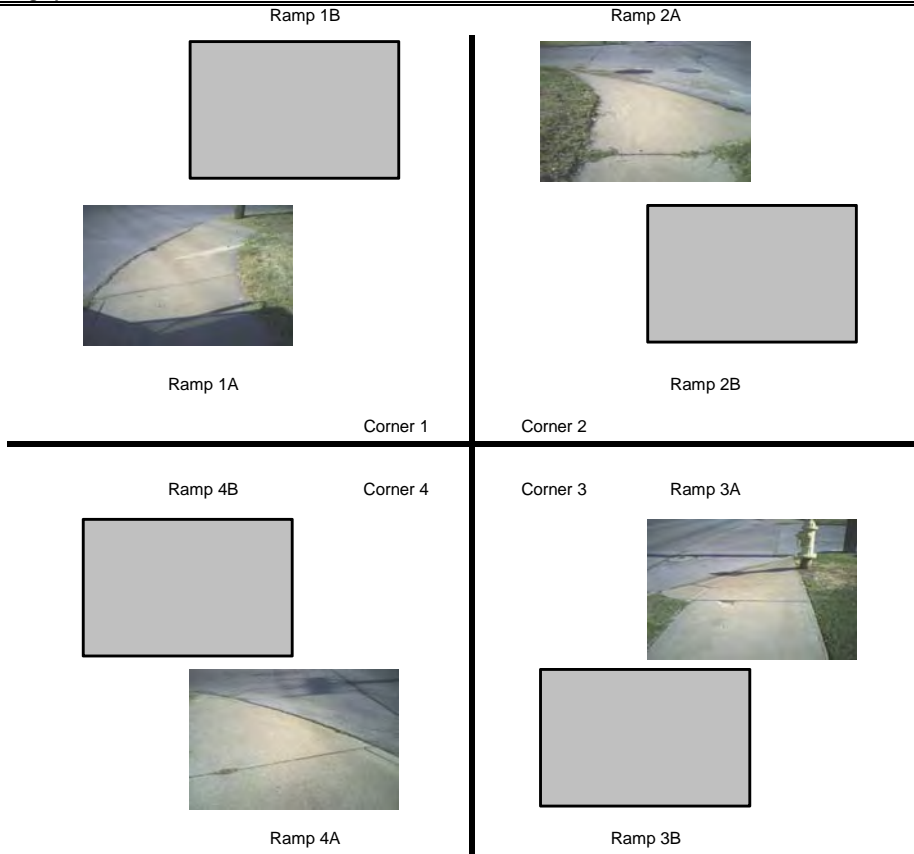 Ramp 1B Ramp 2A
Ramp 1A Ramp 2B
Corner 1 Corner 2
Ramp 4B Corner 4 Corner 3 Ramp 3A
Ramp 4A Ramp 3B